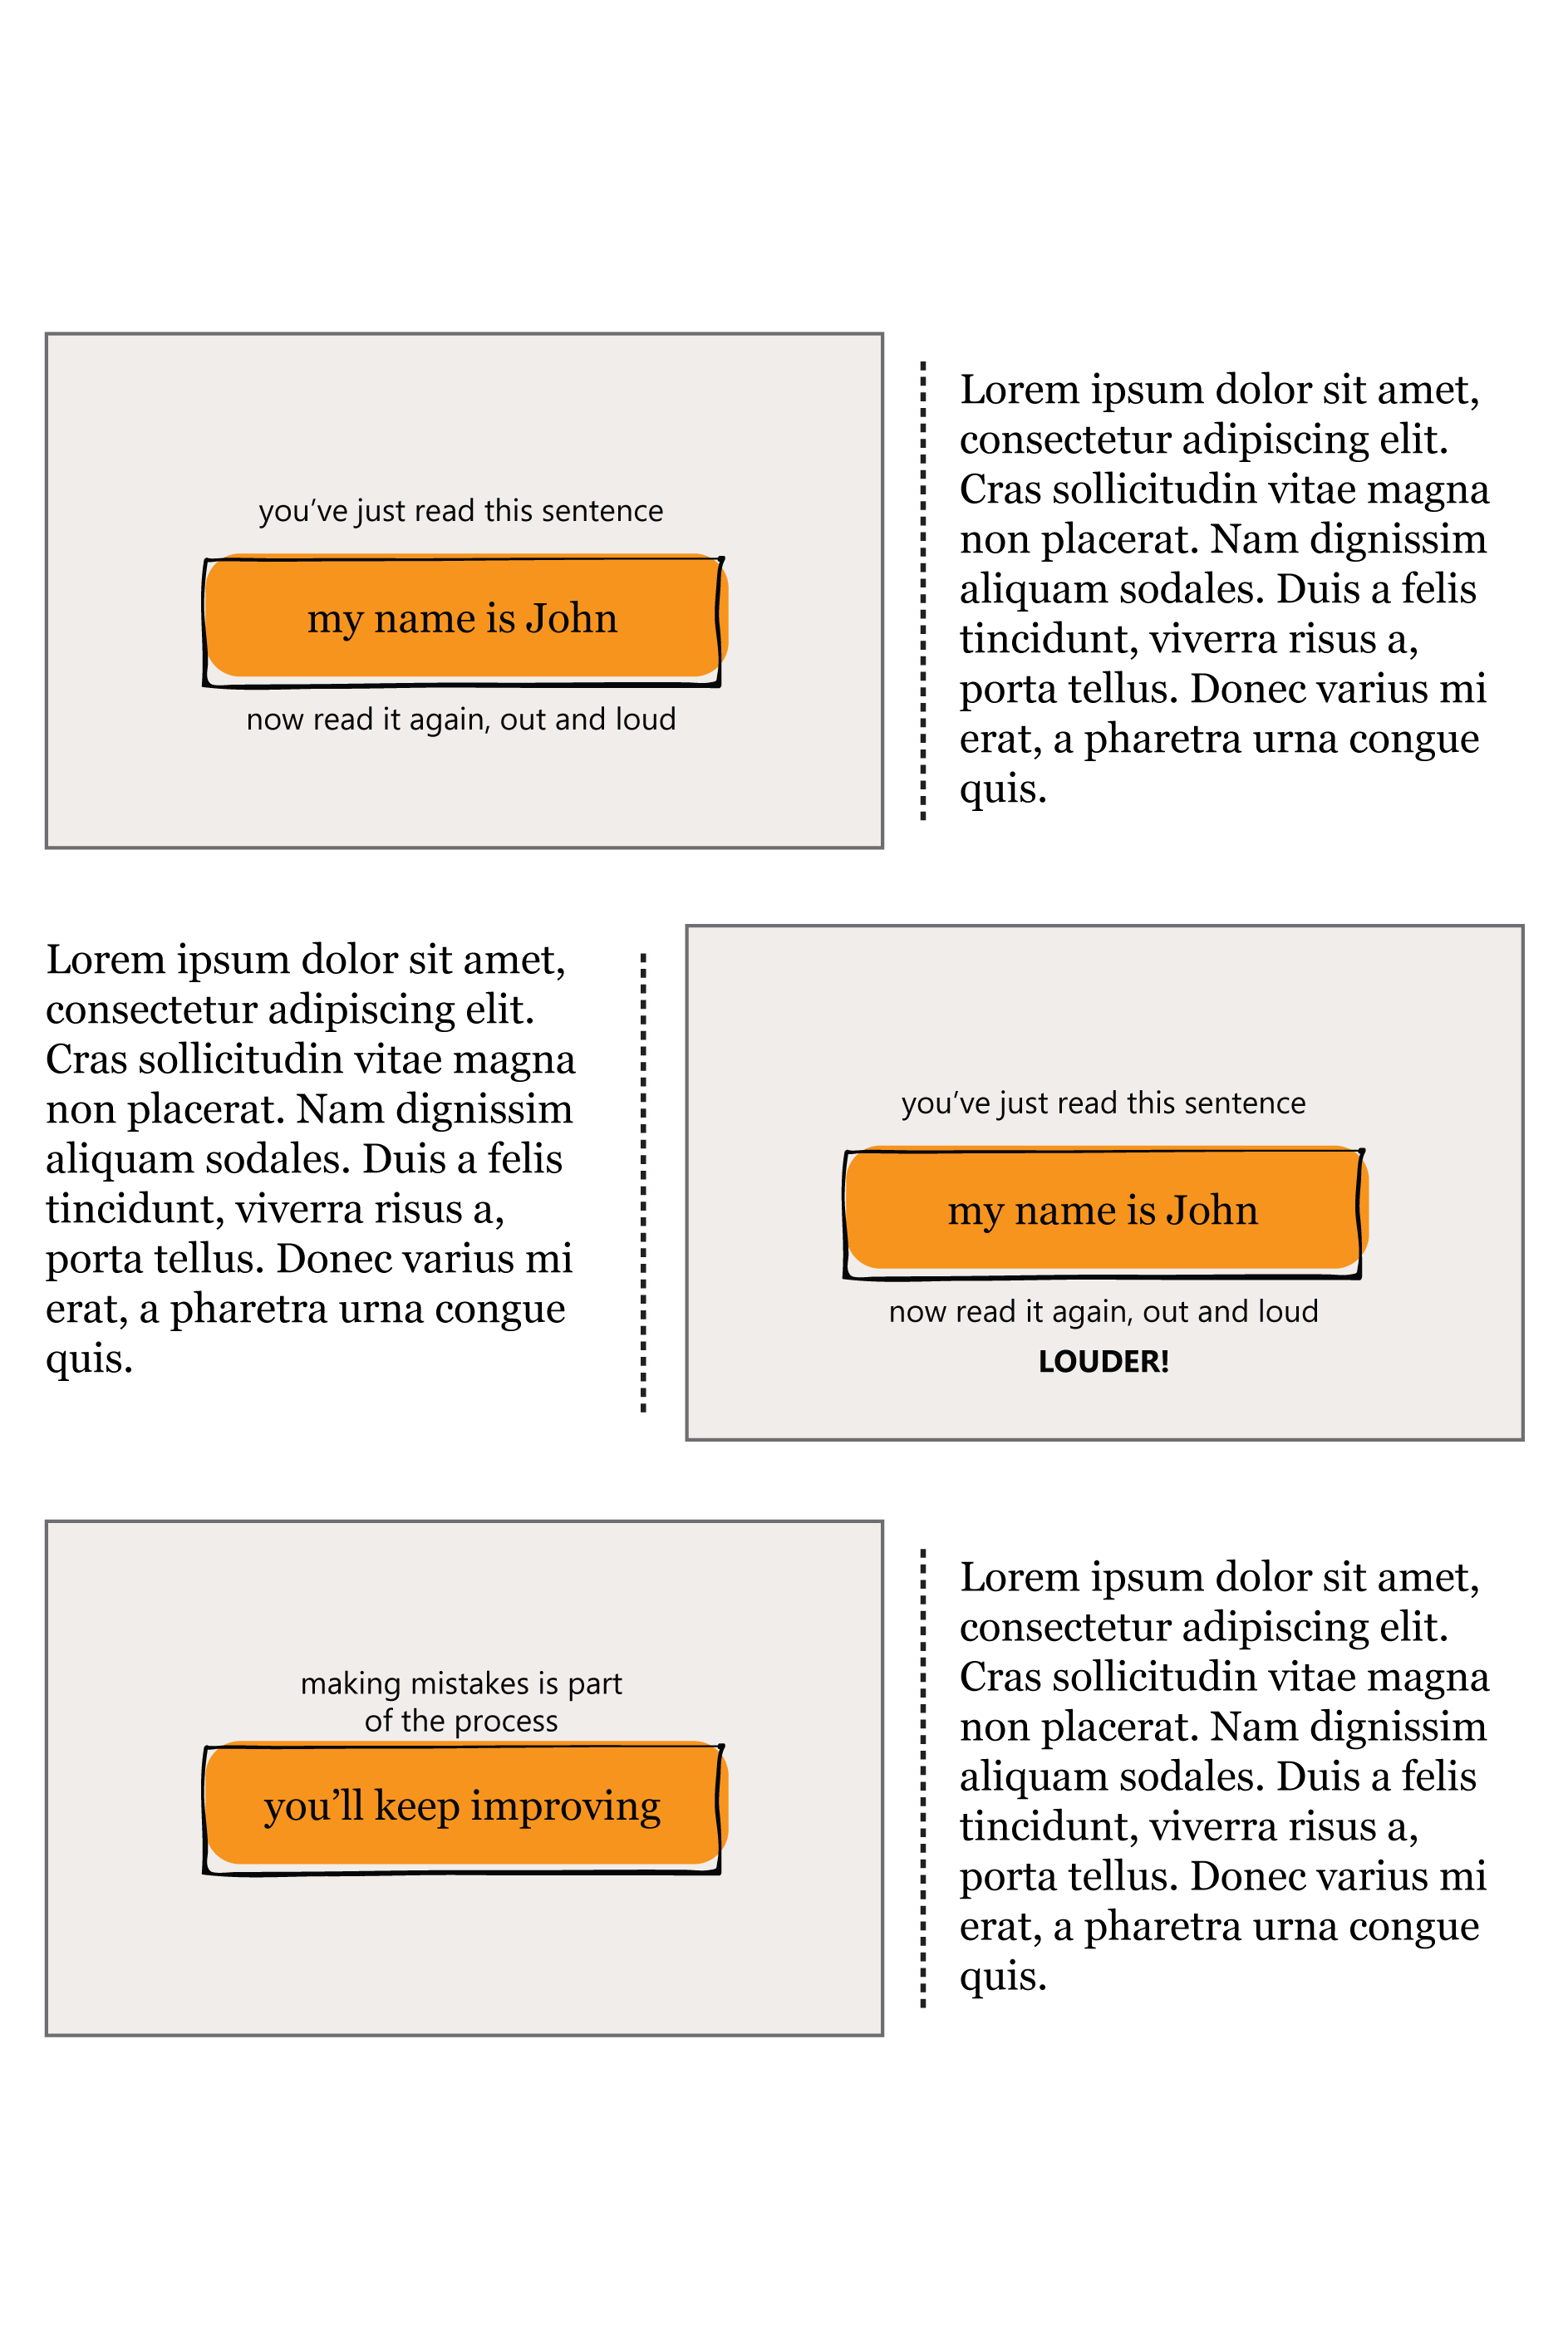 you’ve just read this sentence
my name is John
now read it again, out and loud
Lorem ipsum dolor sit amet,
consectetur adipiscing elit.
Cras sollicitudin vitae magna
non placerat. Nam dignissim
aliquam sodales. Duis a felis
tincidunt, viverra risus a,
porta tellus. Donec varius mi
erat, a pharetra urna congue
quis.
Lorem ipsum dolor sit amet,
consectetur adipiscing elit.
Cras sollicitudin vitae magna
non placerat. Nam dignissim
aliquam sodales. Duis a felis
tincidunt, viverra risus a,
porta tellus. Donec varius mi
erat, a pharetra urna congue
quis.
you’ve just read this sentence
my name is John
now read it again, out and loud
LOUDER!
making mistakes is part
of the process
you’ll keep improving
Lorem ipsum dolor sit amet,
consectetur adipiscing elit.
Cras sollicitudin vitae magna
non placerat. Nam dignissim
aliquam sodales. Duis a felis
tincidunt, viverra risus a,
porta tellus. Donec varius mi
erat, a pharetra urna congue
quis.